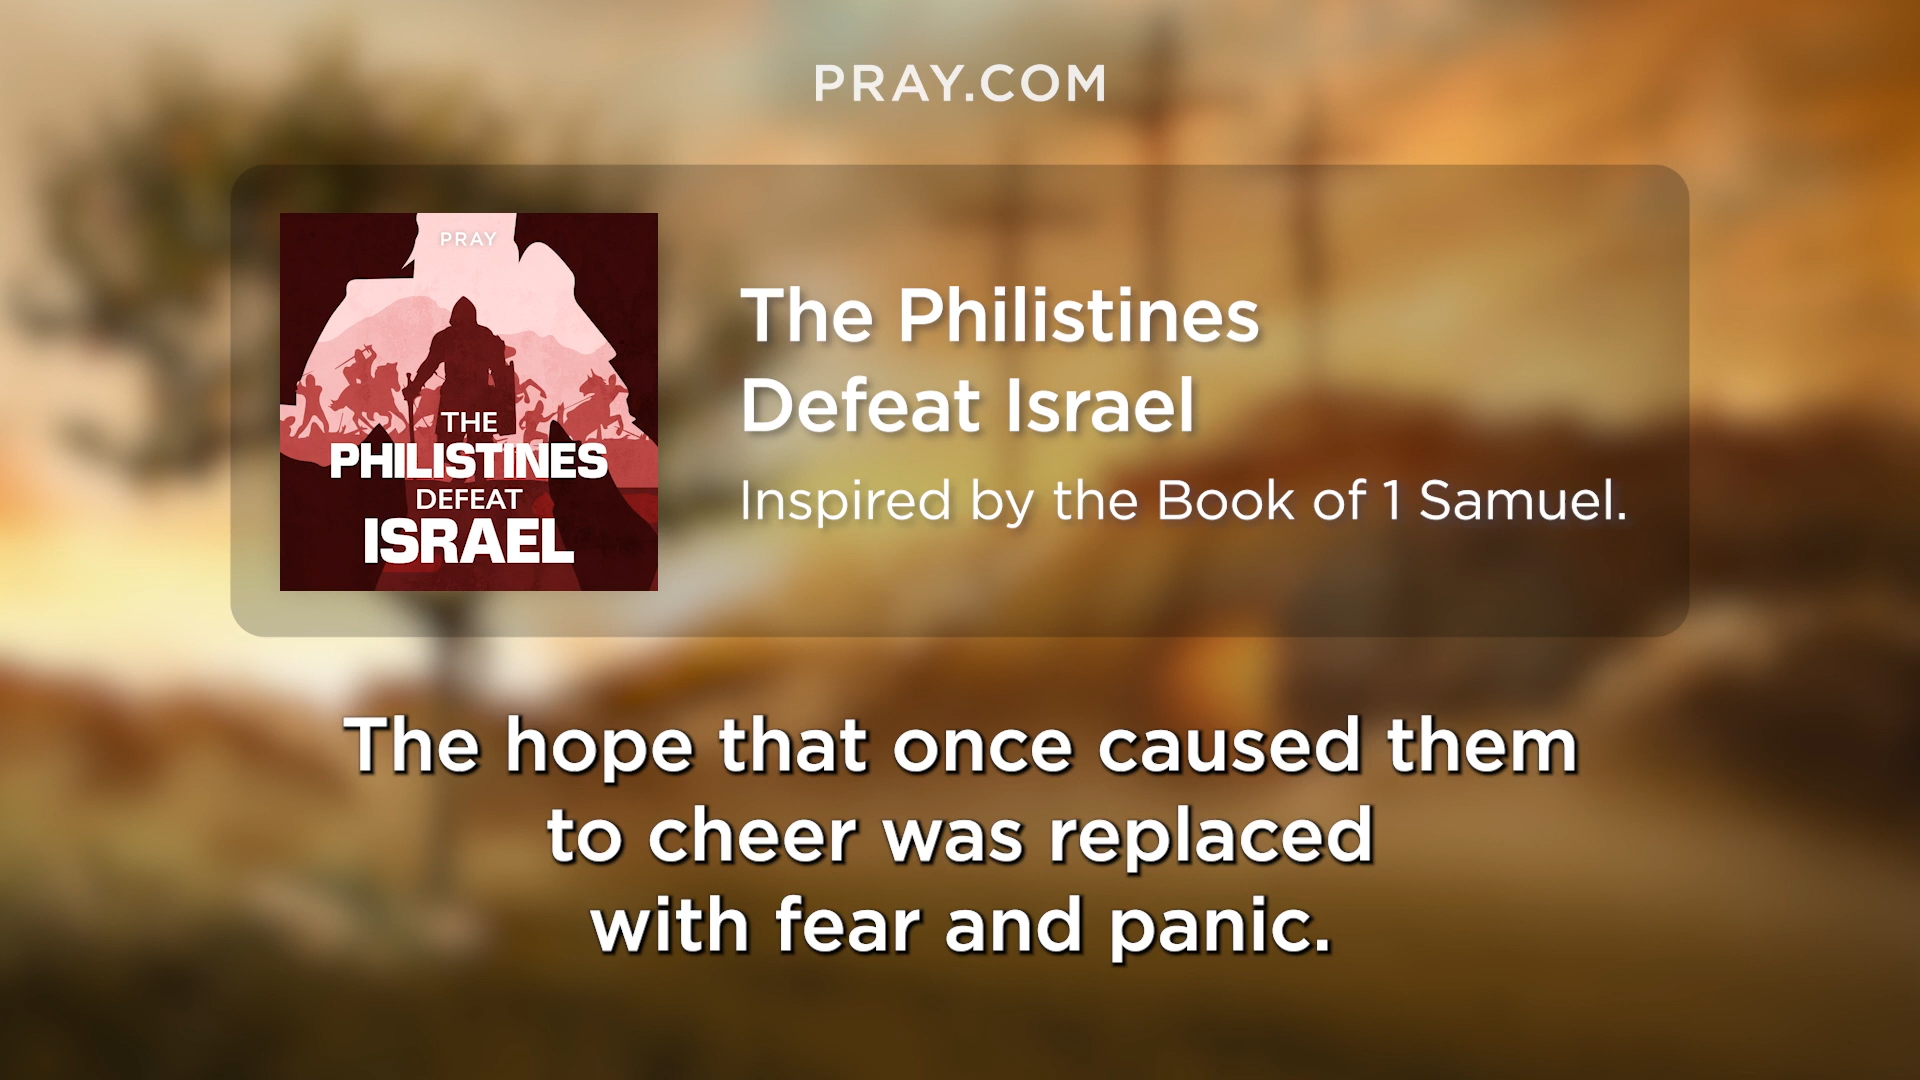 PRAY.COM
PRAY
THE
PHILISTINES
DEFEAT
ISRAEL
The Philistines
Defeat Israel
Inspired by the Book of 1 Samuel.
The hope that once caused them
to cheer was replaced
with fear and panic.